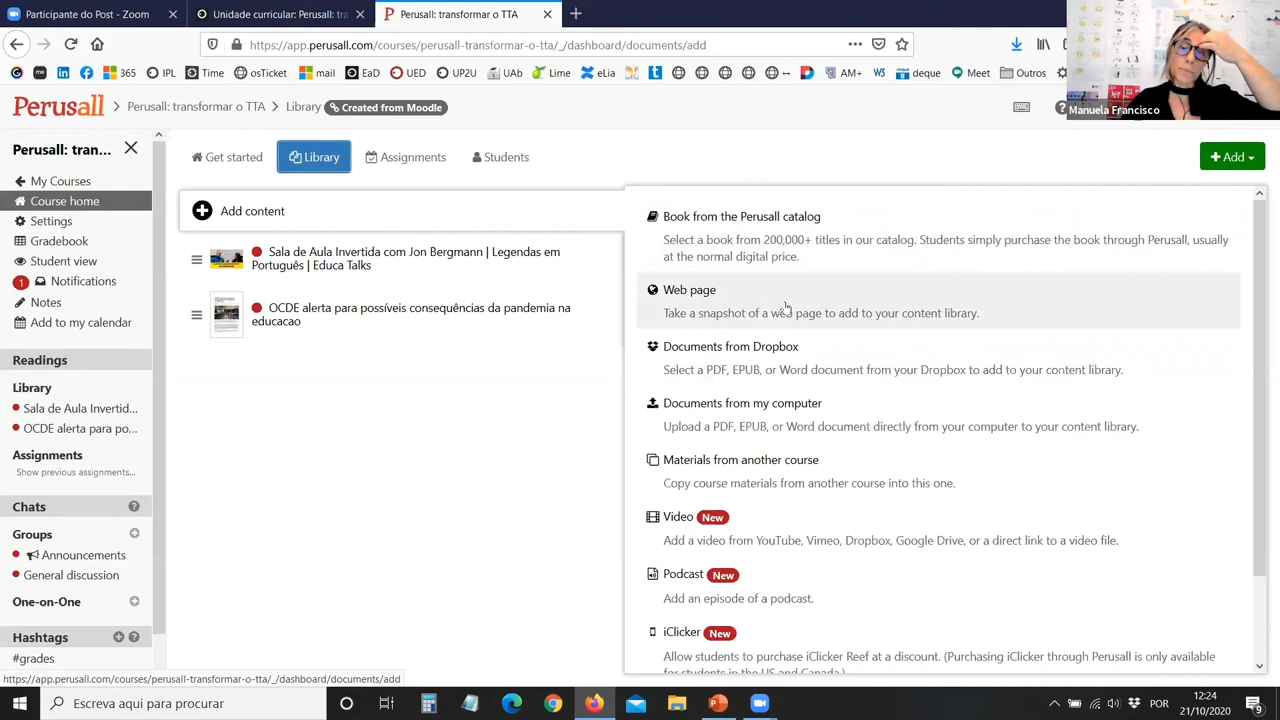 Participante do Post - Zoom
Unidade curricular: Perusall: tra
Perusall: transformar o TTA
https://app.perusall.com/courses/perusall-transformar-o-tta/_/dashboard/documents/add
365
IPL
Time
osTicket
mail
EaD
UED
UP2U
UAb
Lime
eLia
AM+
W3
deque
Meet
Outros
Manuela Francisco
Perusall
Perusall: transformar o TTA
Library
Created from Moodle
Perusall: tran...
My Courses
Course home
Settings
Gradebook
Student view
1 Notifications
Notes
Add to my calendar
Readings
Library
Sala de Aula Invertid...
OCDE alerta para po...
Assignments
Show previous assignments...
Chats
Groups
Announcements
General discussion
One-on-One
Hashtags
#grades
Get started
Library
Assignments
Students
Add
Add content
Sala de Aula Invertida com Jon Bergmann | Legendas em
Português | Educa Talks
OCDE alerta para possíveis consequências da pandemia na
educacao
Book from the Perusall catalog
Select a book from 200,000+ titles in our catalog. Students simply purchase the book through Perusall, usually
at the normal digital price.
Web page
Take a snapshot of a web page to add to your content library.
Documents from Dropbox
Select a PDF, EPUB, or Word document from your Dropbox to add to your content library.
Documents from my computer
Upload a PDF, EPUB, or Word document directly from your computer to your content library.
Materials from another course
Copy course materials from another course into this one.
Video New
Add a video from YouTube, Vimeo, Dropbox, Google Drive, or a direct link to a video file.
Podcast New
Add an episode of a podcast.
iClicker New
Allow students to purchase iClicker Reef at a discount. (Purchasing iClicker through Perusall is only available
for students in the US and Canada.)
https://app.perusall.com/courses/perusall-transformar-o-tta/_/dashboard/documents/add
Escreva aqui para procurar
POR
12:24
21/10/2020
9